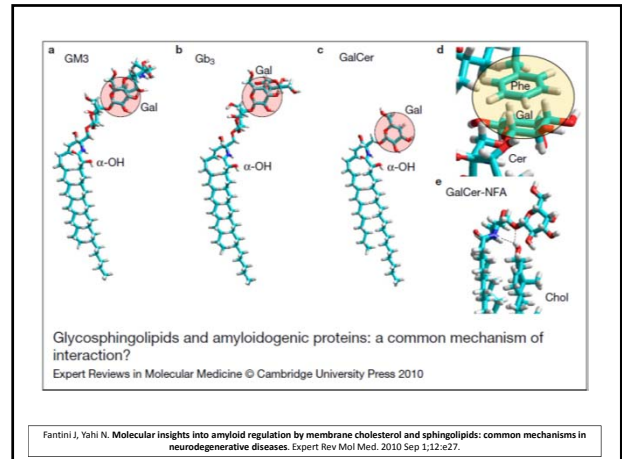 a
GM3
Gal
α-OH
b
Gb3
Gal
α-OH
c
GalCer
Gal
α-OH
d
Phe
Gal
Cer
e
GalCer-NFA
Chol
Glycosphingolipids and amyloidogenic proteins: a common mechanism of
interaction?
Expert Reviews in Molecular Medicine © Cambridge University Press 2010
Fantini J, Yahi N. Molecular insights into amyloid regulation by membrane cholesterol and sphingolipids: common mechanisms in
neurodegenerative diseases. Expert Rev Mol Med. 2010 Sep 1;12:e27.